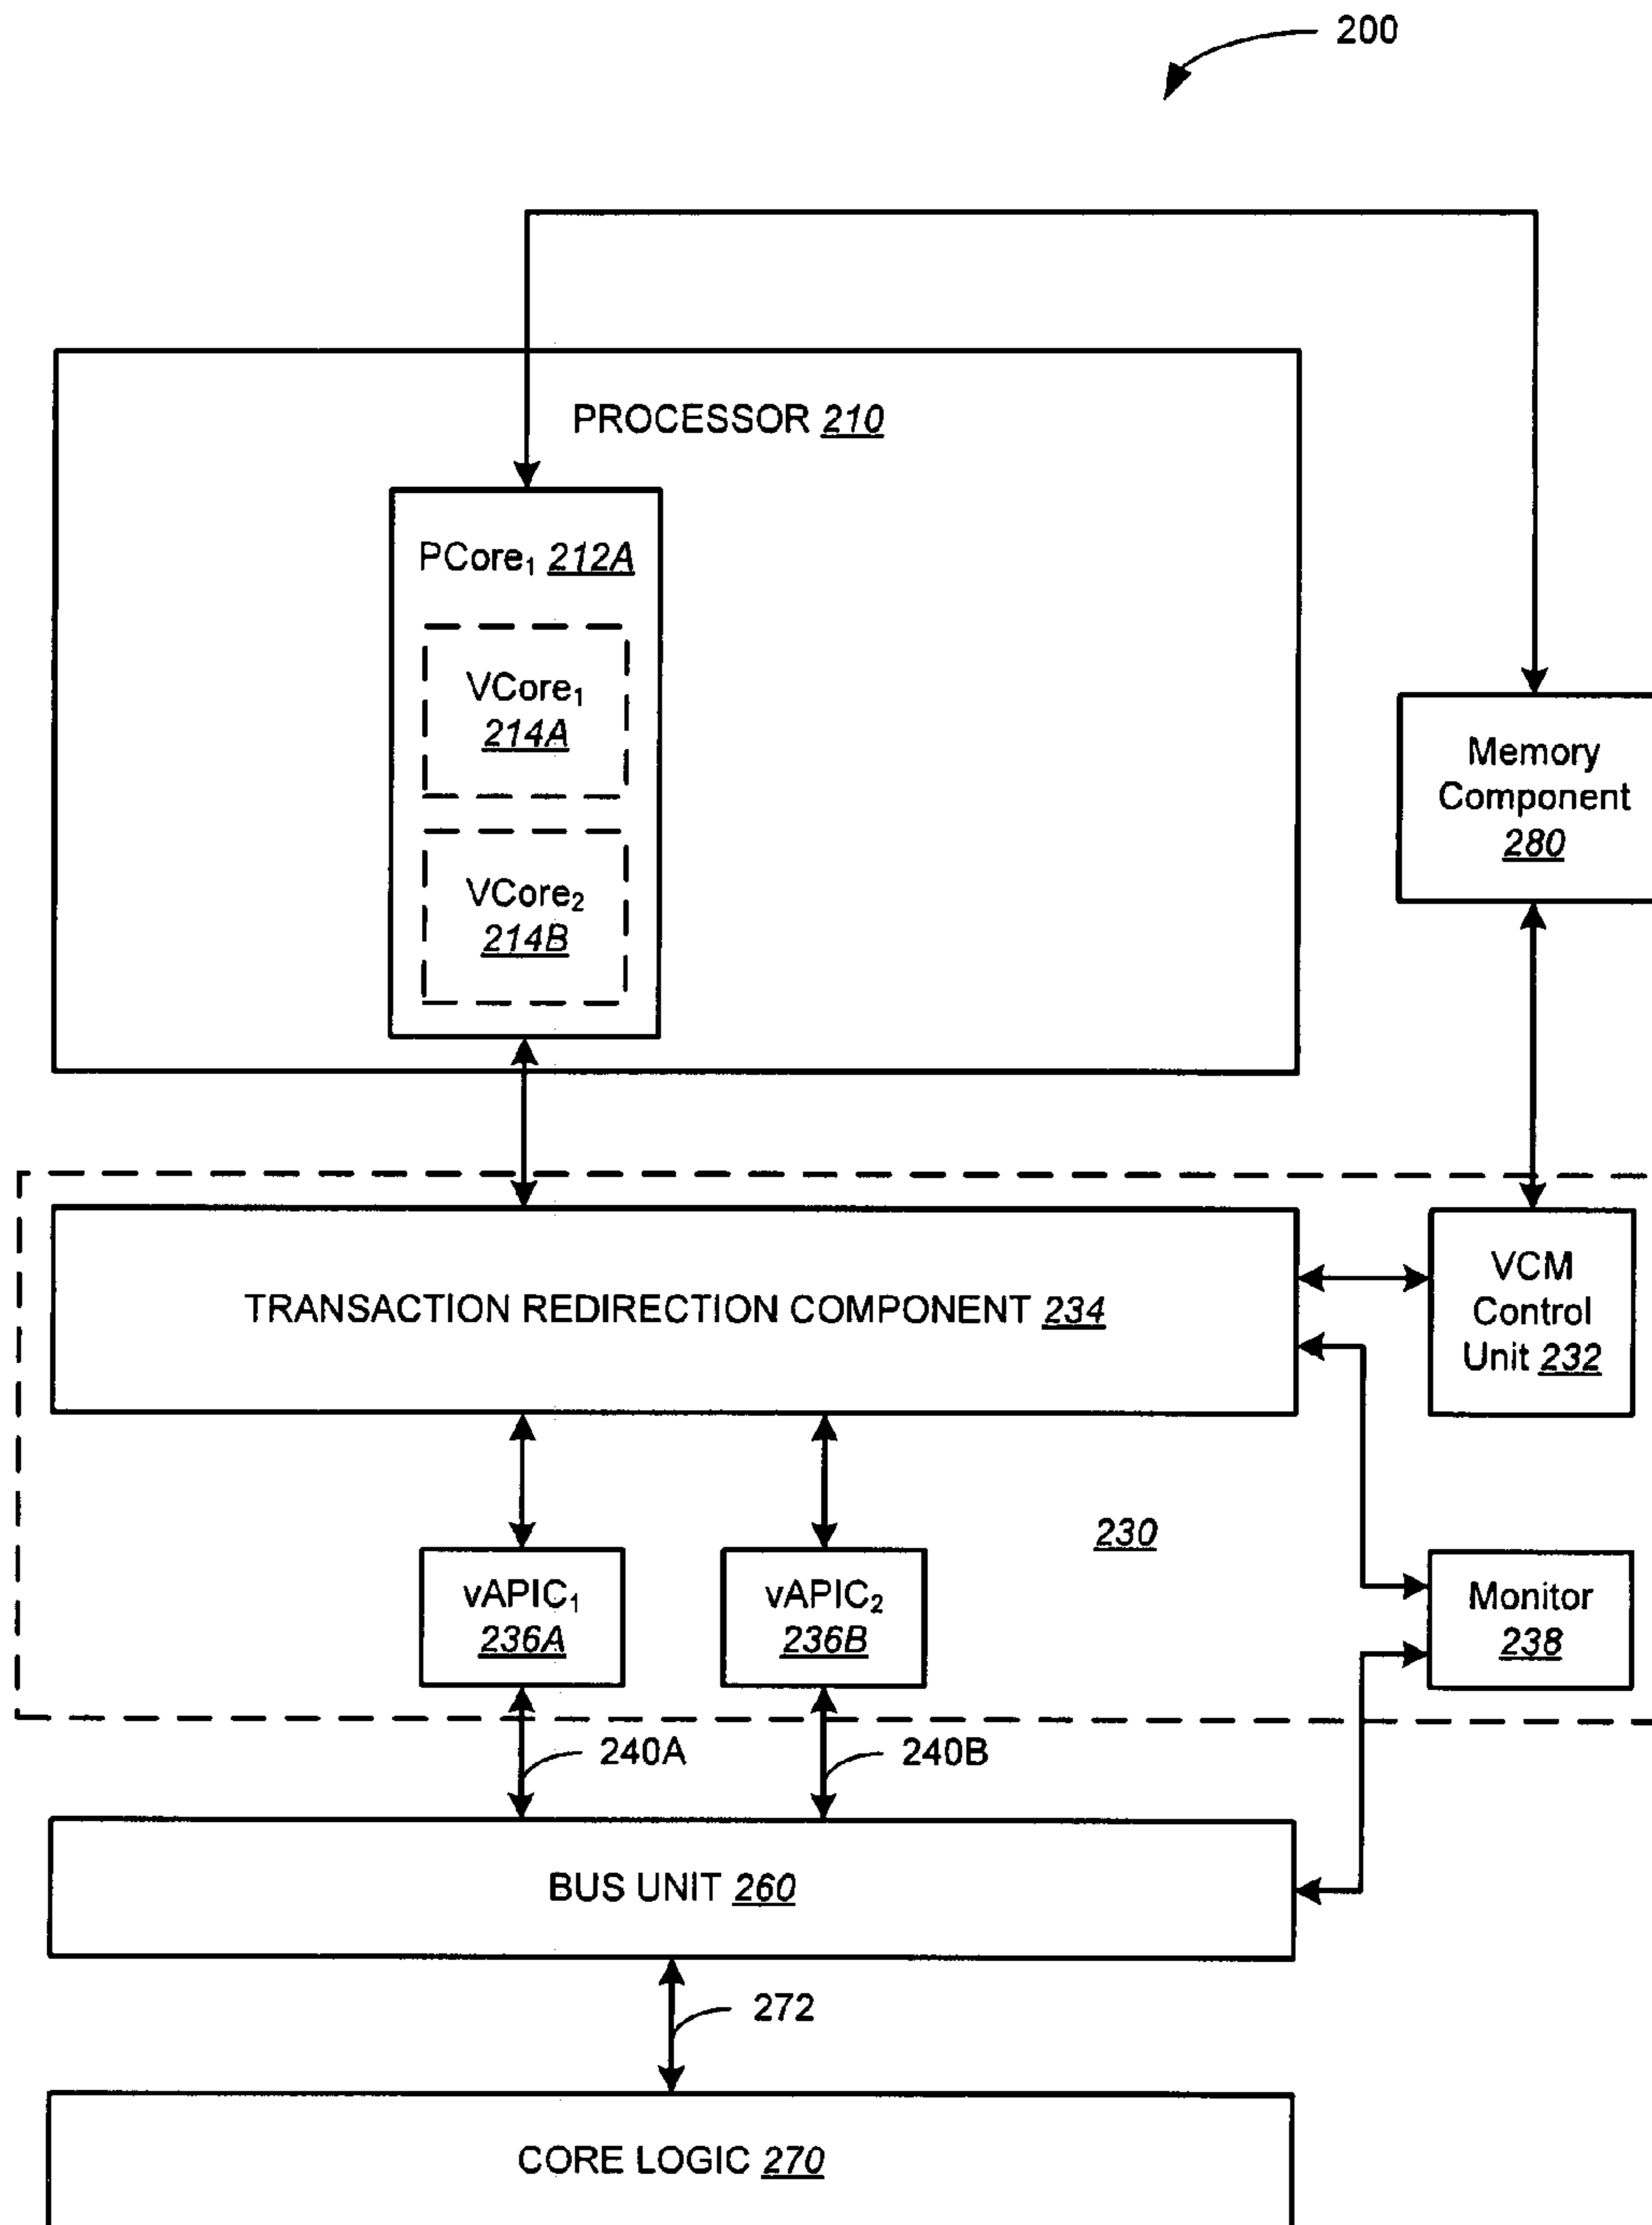 200
PROCESSOR 210
PCore₁ 212A
VCore₁
214A
VCore₂
214B
Memory
Component
280
TRANSACTION REDIRECTION COMPONENT 234
VCM
Control
Unit 232
230
vAPIC₁
236A
vAPIC₂
236B
Monitor
238
240A
240B
BUS UNIT 260
272
CORE LOGIC 270